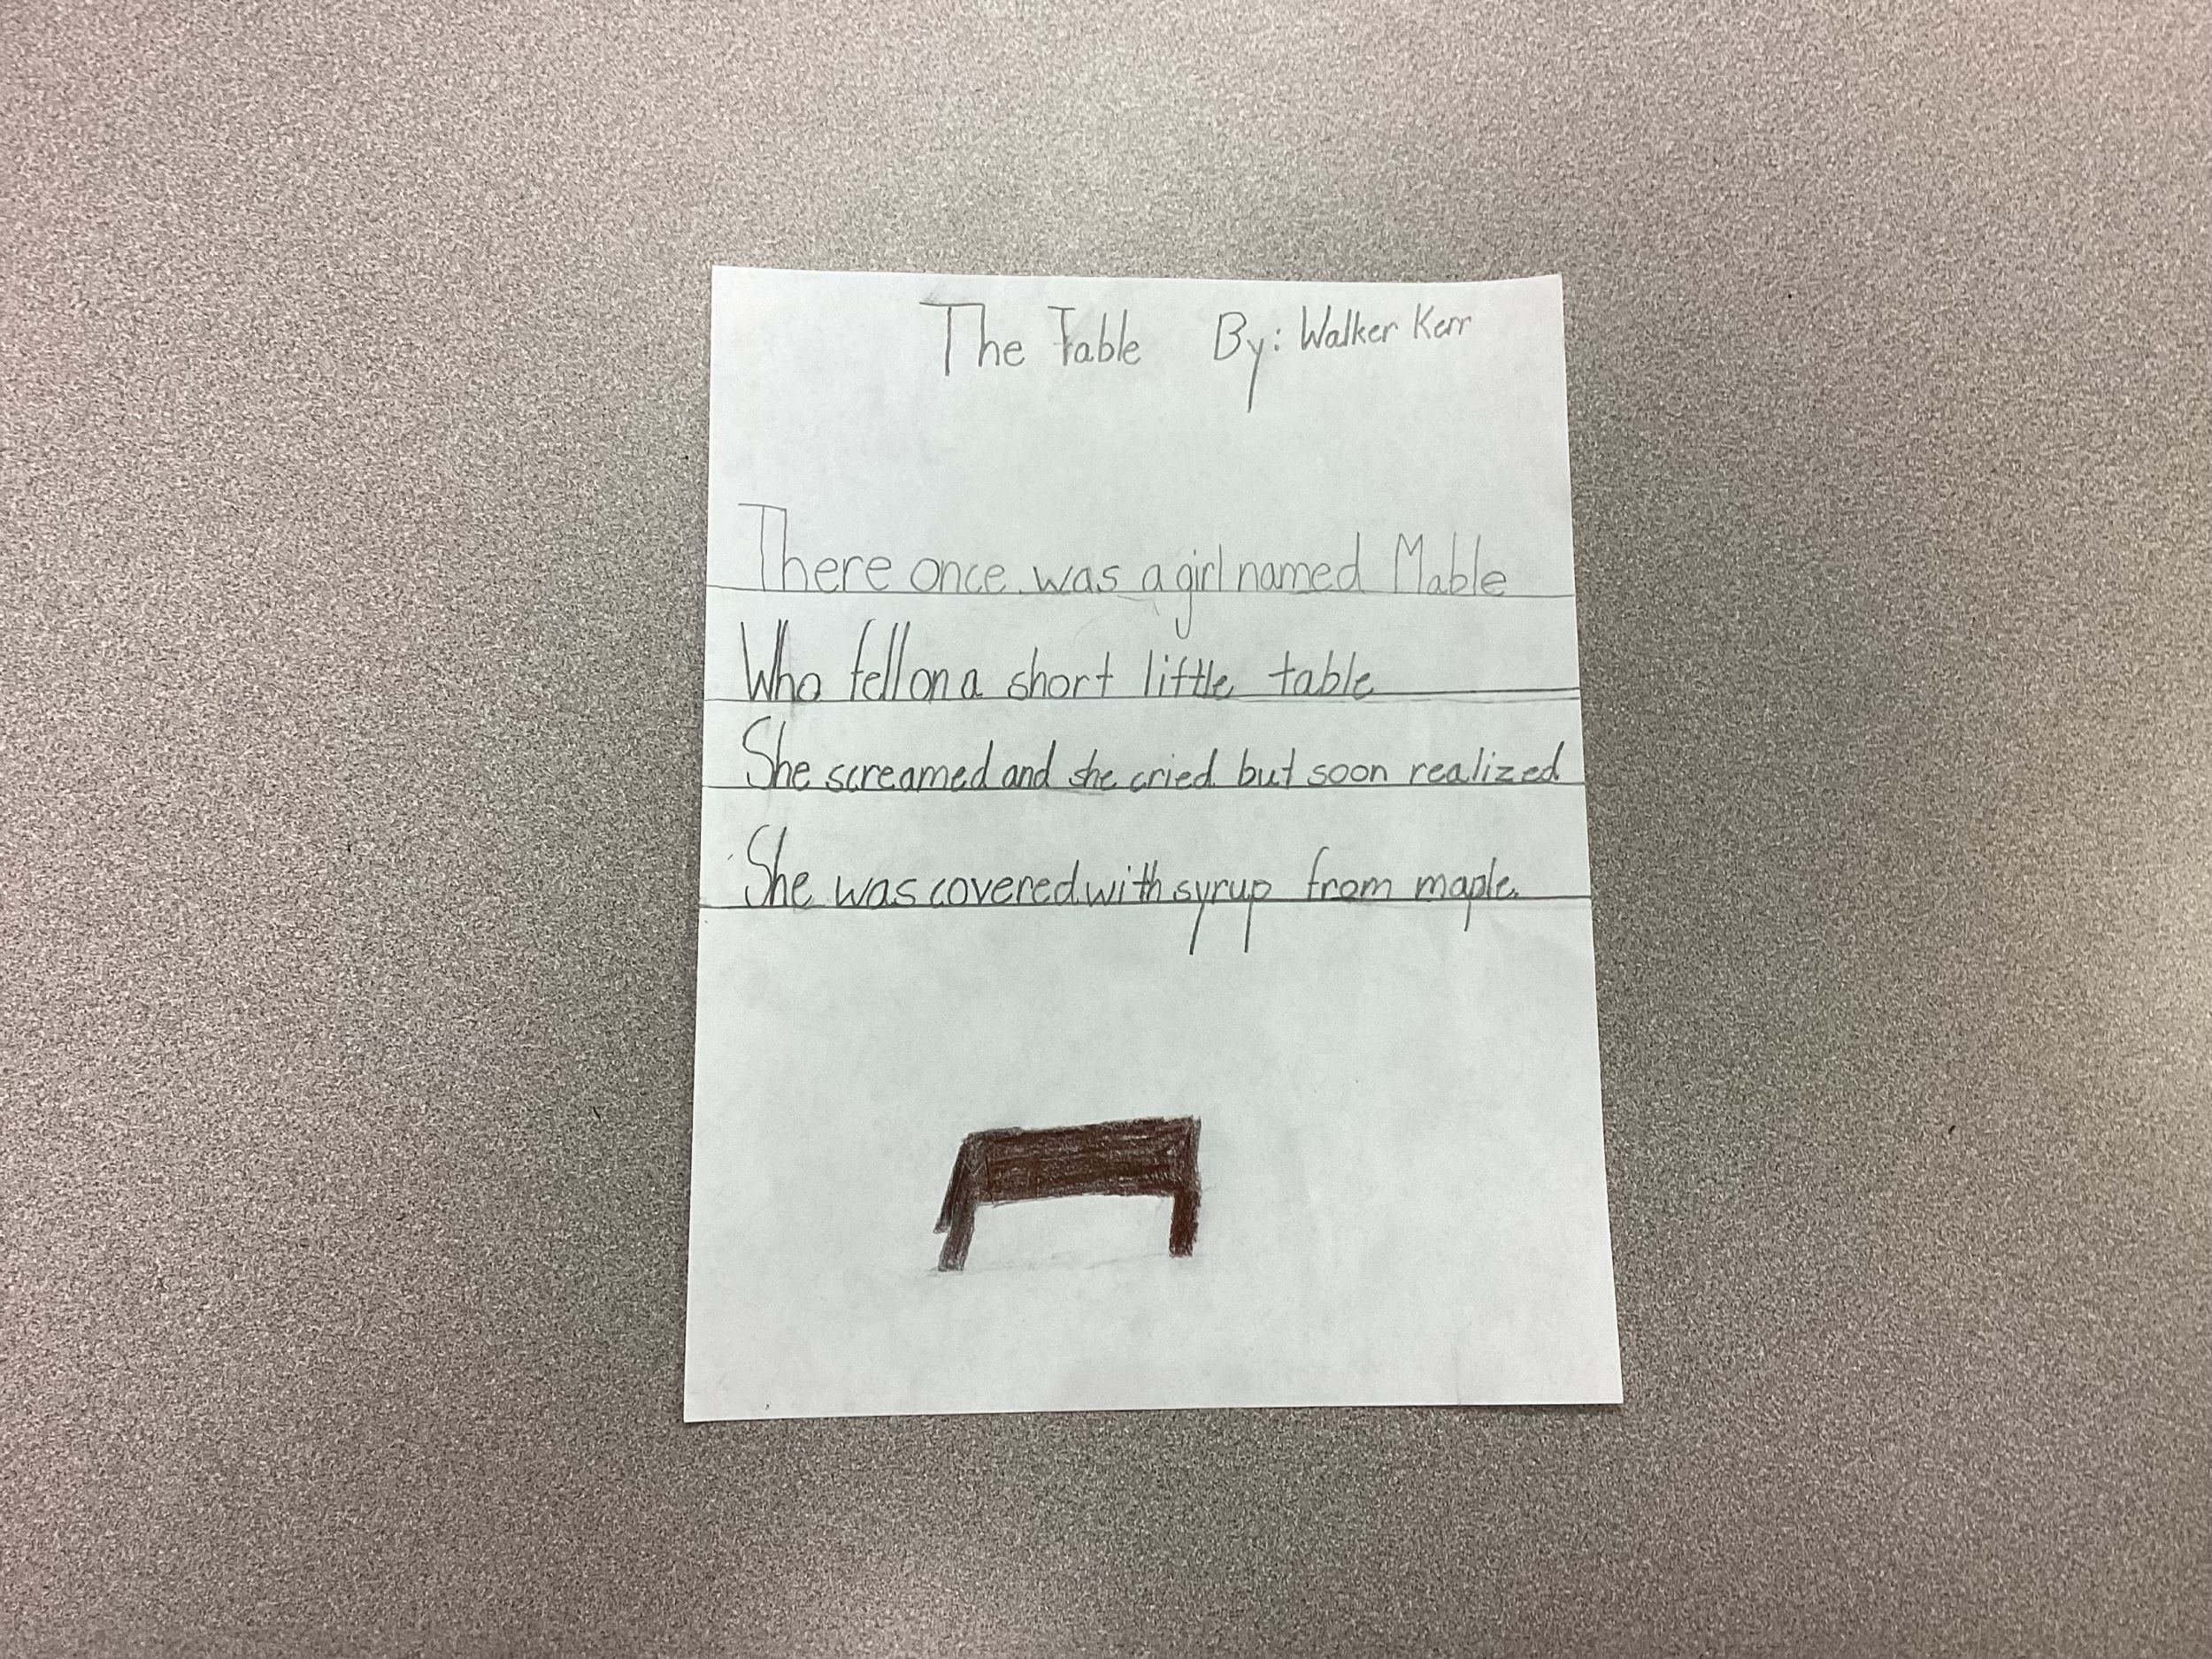 The Table By: Walker Kerr
There once was a girl named Mable
Who fell on a short little table
She screamed and she cried but soon realized
She was covered with syrup from maple.